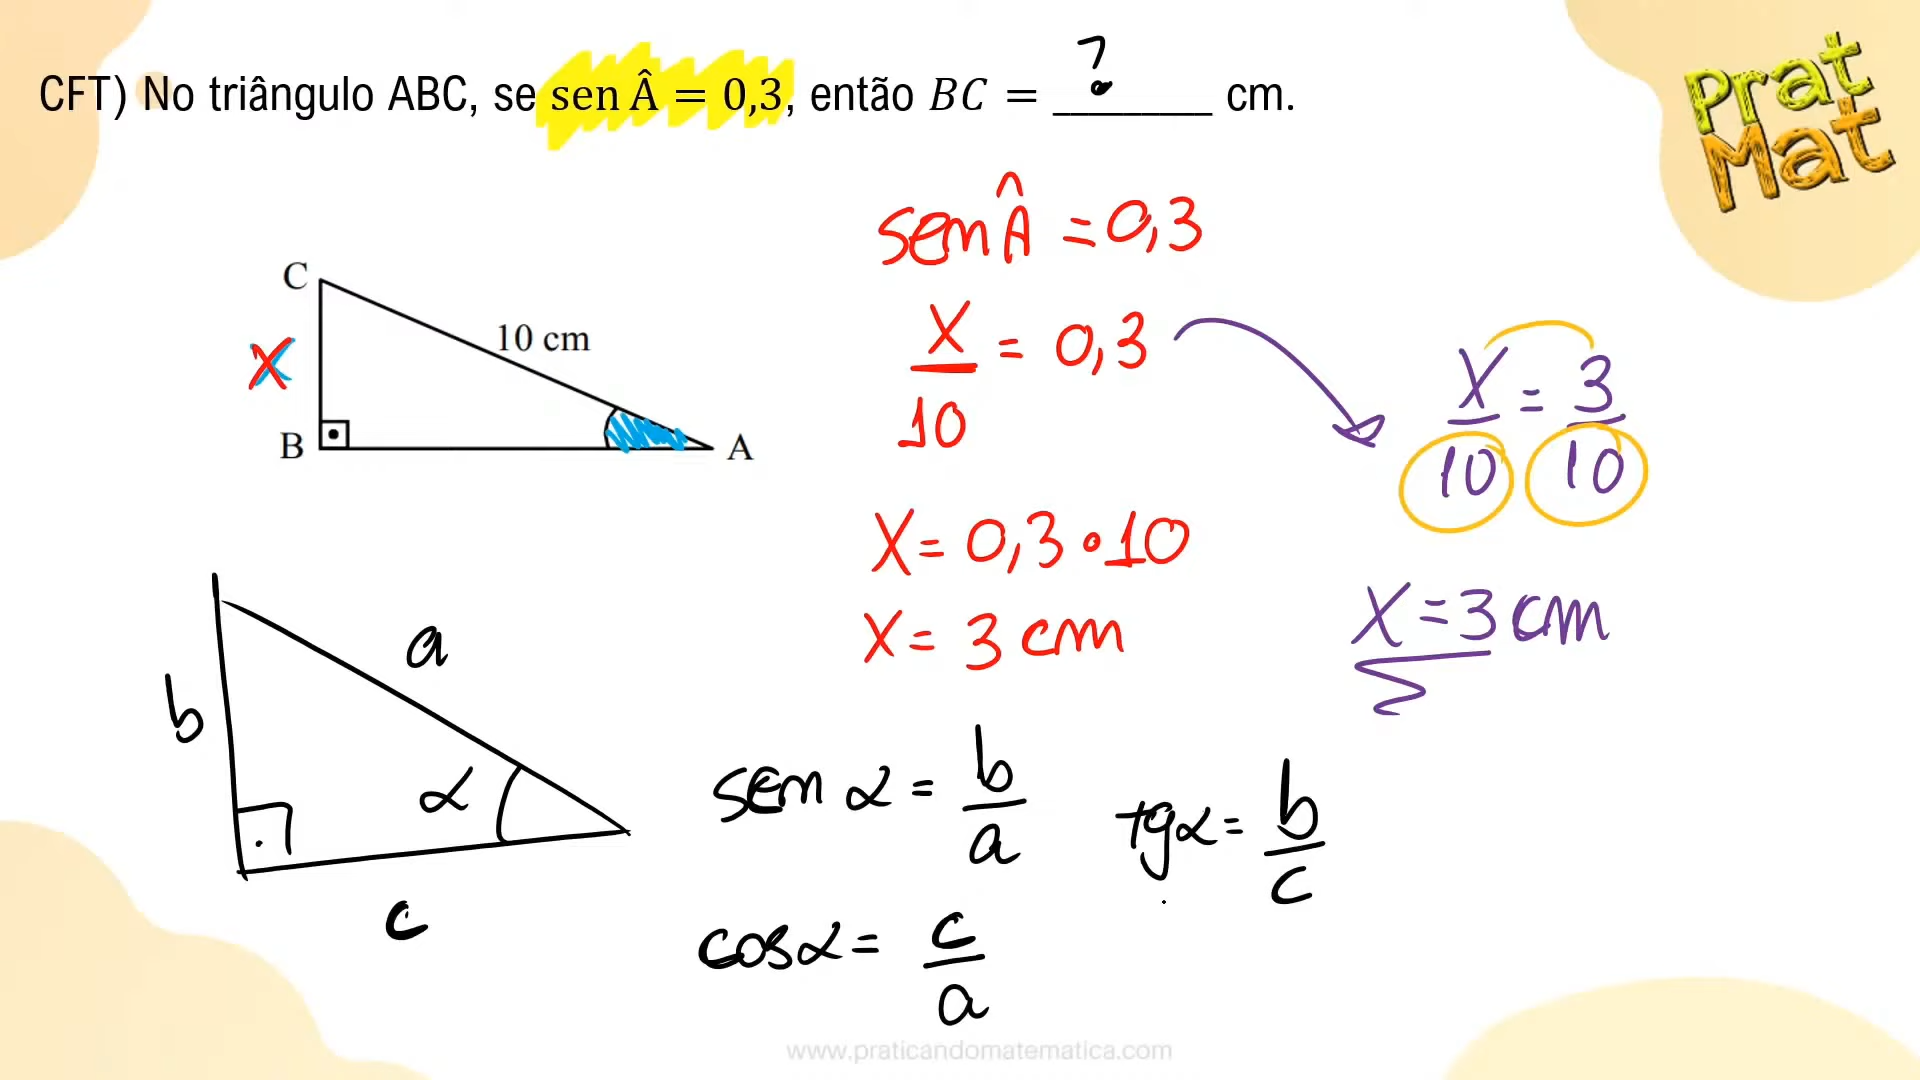 CFT) No triângulo ABC, se sen Â = 0,3, então BC = ________ cm.
?
Prat
Mat
sen Â = 0,3
C
10 cm
x
B
A
x/10 = 0,3
x/10 = 3/10
x = 0,3 • 10
x = 3 cm
x = 3 cm
a
b
α
c
sen α = b/a
tg α = b/c
cos α = c/a
www.praticandomatematica.com